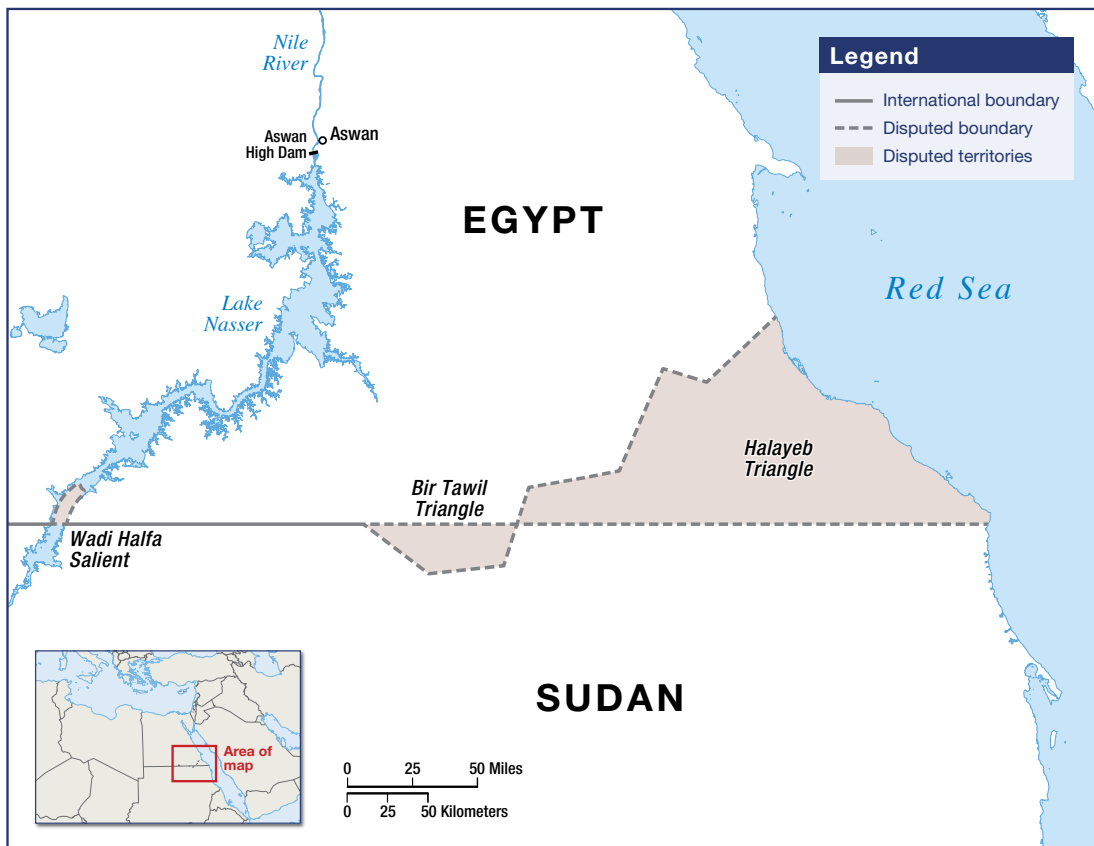 Nile
River
Legend
International boundary
Disputed boundary
Disputed territories
Aswan
High Dam
Aswan
EGYPT
Red Sea
Lake
Nasser
Halayeb
Triangle
Bir Tawil
Triangle
Wadi Halfa
Salient
SUDAN
Area of
map
0 25 50 Miles
0 25 50 Kilometers